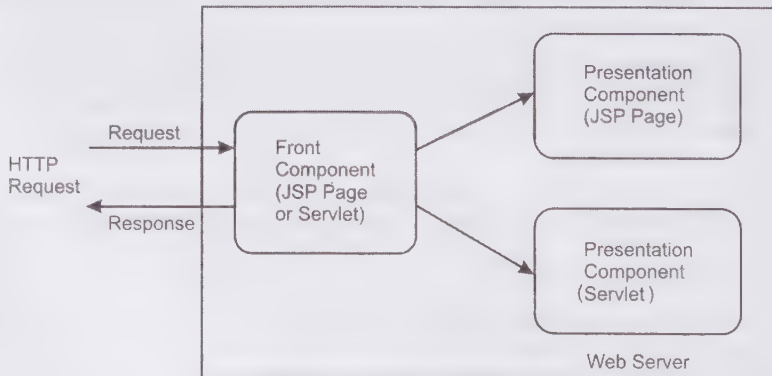 HTTP
Request
Request
Response
Front
Component
(JSP Page
or Servlet)
Presentation
Component
(JSP Page)
Presentation
Component
(Servlet)
Web Server